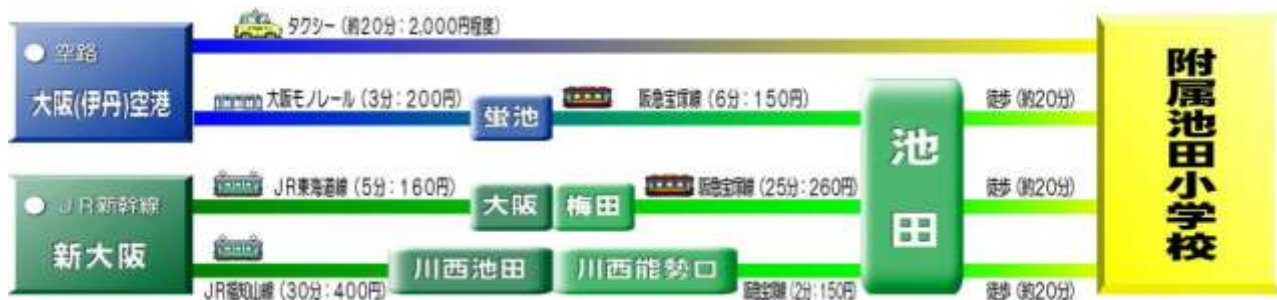 タクシー(約20分:2,000円程度)
●空路
大阪(伊丹)空港
大阪モノレール(3分:200円)
蛍池
阪急宝塚線(6分:150円)
徒歩(約20分)
●JR新幹線
新大阪
JR東海道線(5分:160円)
大阪
梅田
阪急宝塚線(25分:260円)
徒歩(約20分)
JR福知山線(30分:400円)
川西池田
川西能勢口
阪急宝塚線(2分:150円)
徒歩(約20分)
池田
附属池田小学校